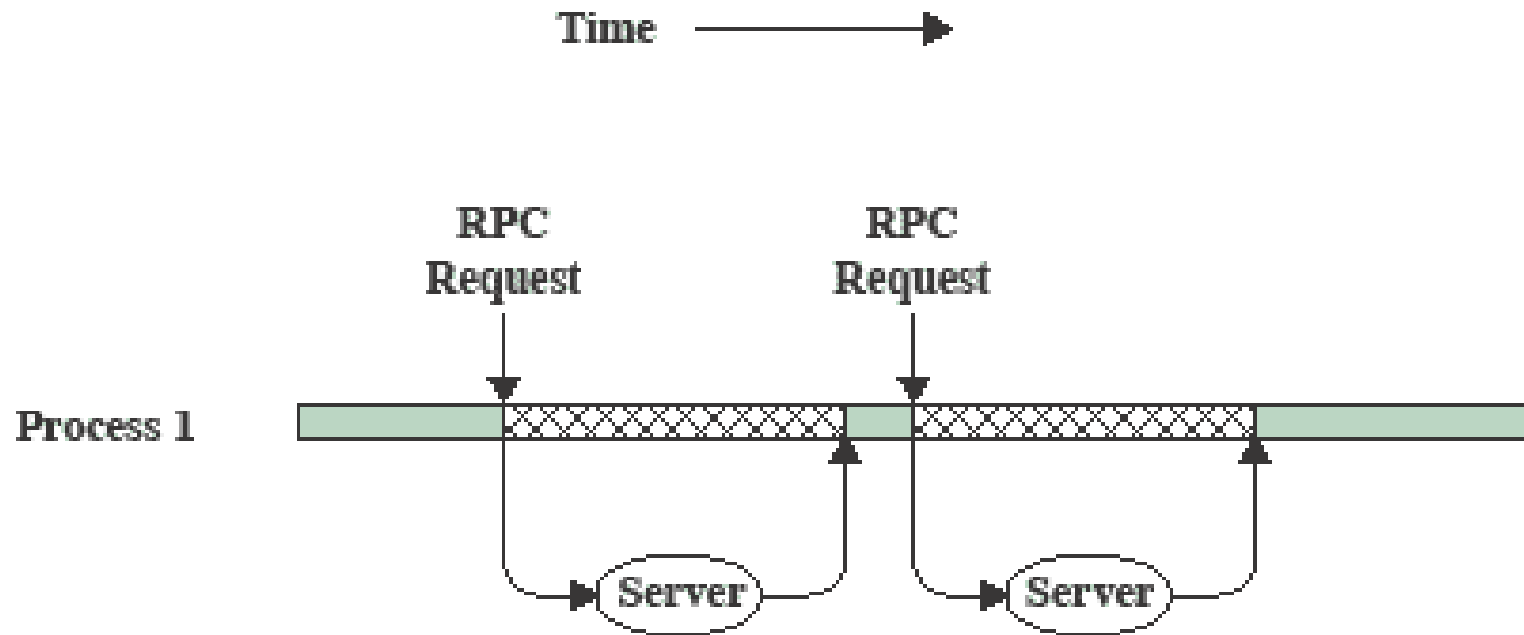 Time
RPC
Request
RPC
Request
Process 1
Server
Server